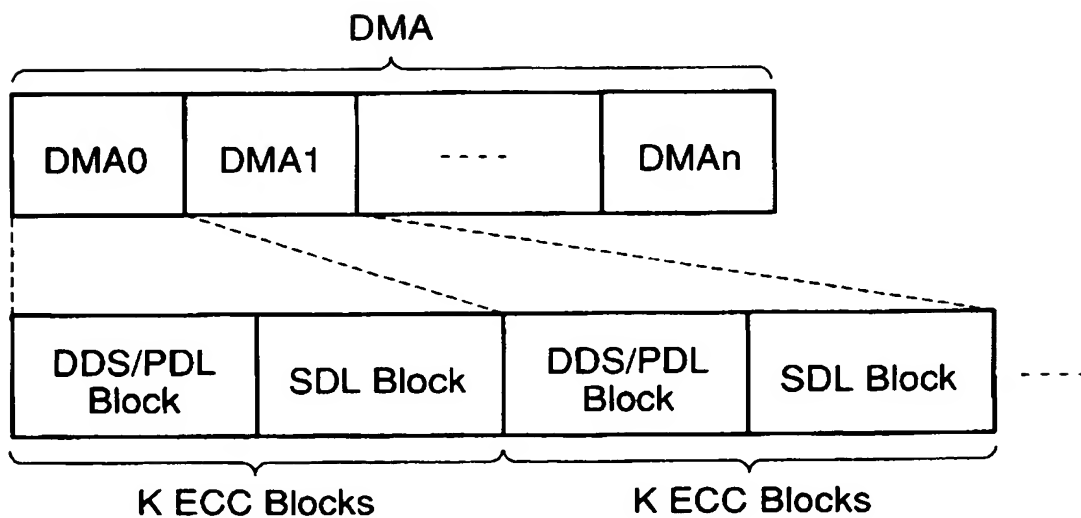 DMA
DMA0 DMA1 ---- DMAn
DDS/PDL Block SDL Block DDS/PDL Block SDL Block ----
K ECC Blocks K ECC Blocks